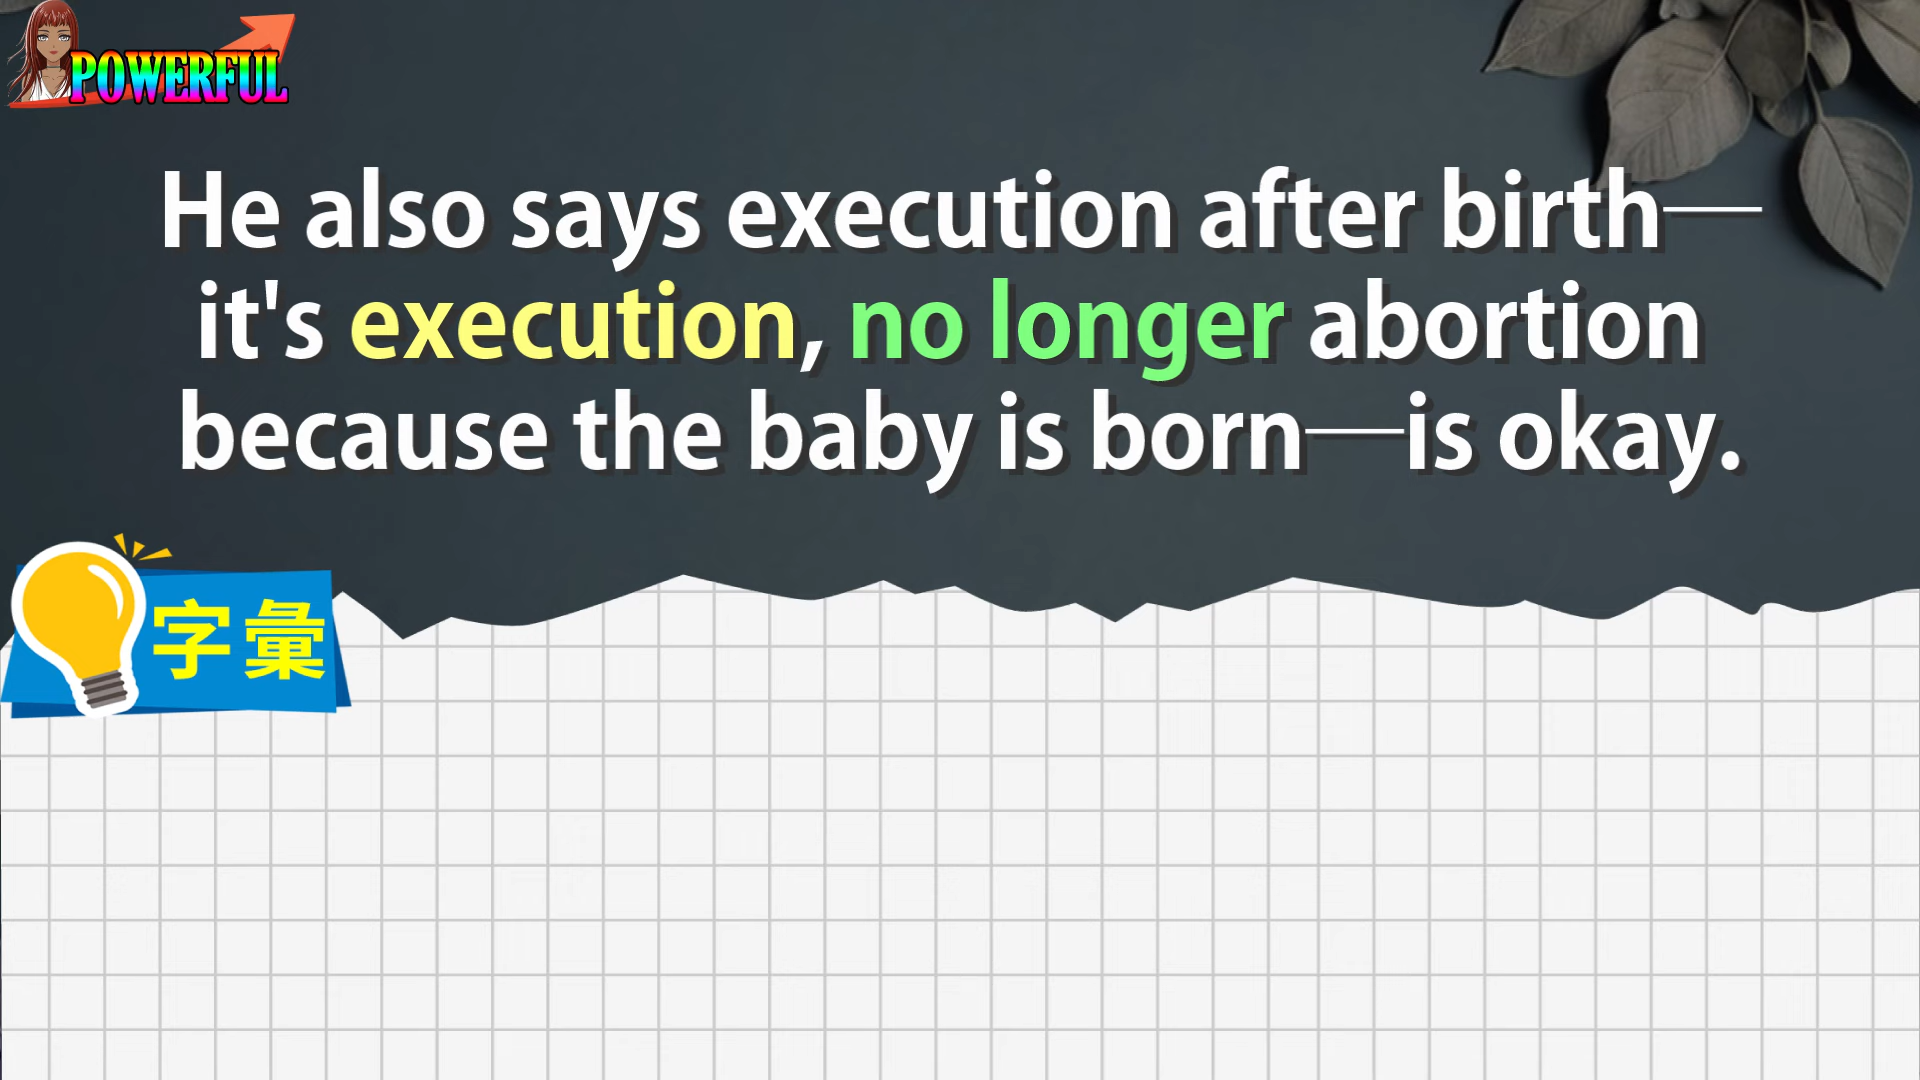 POWERFUL
He also says execution after birth—
it's execution, no longer abortion
because the baby is born—is okay.
字彙